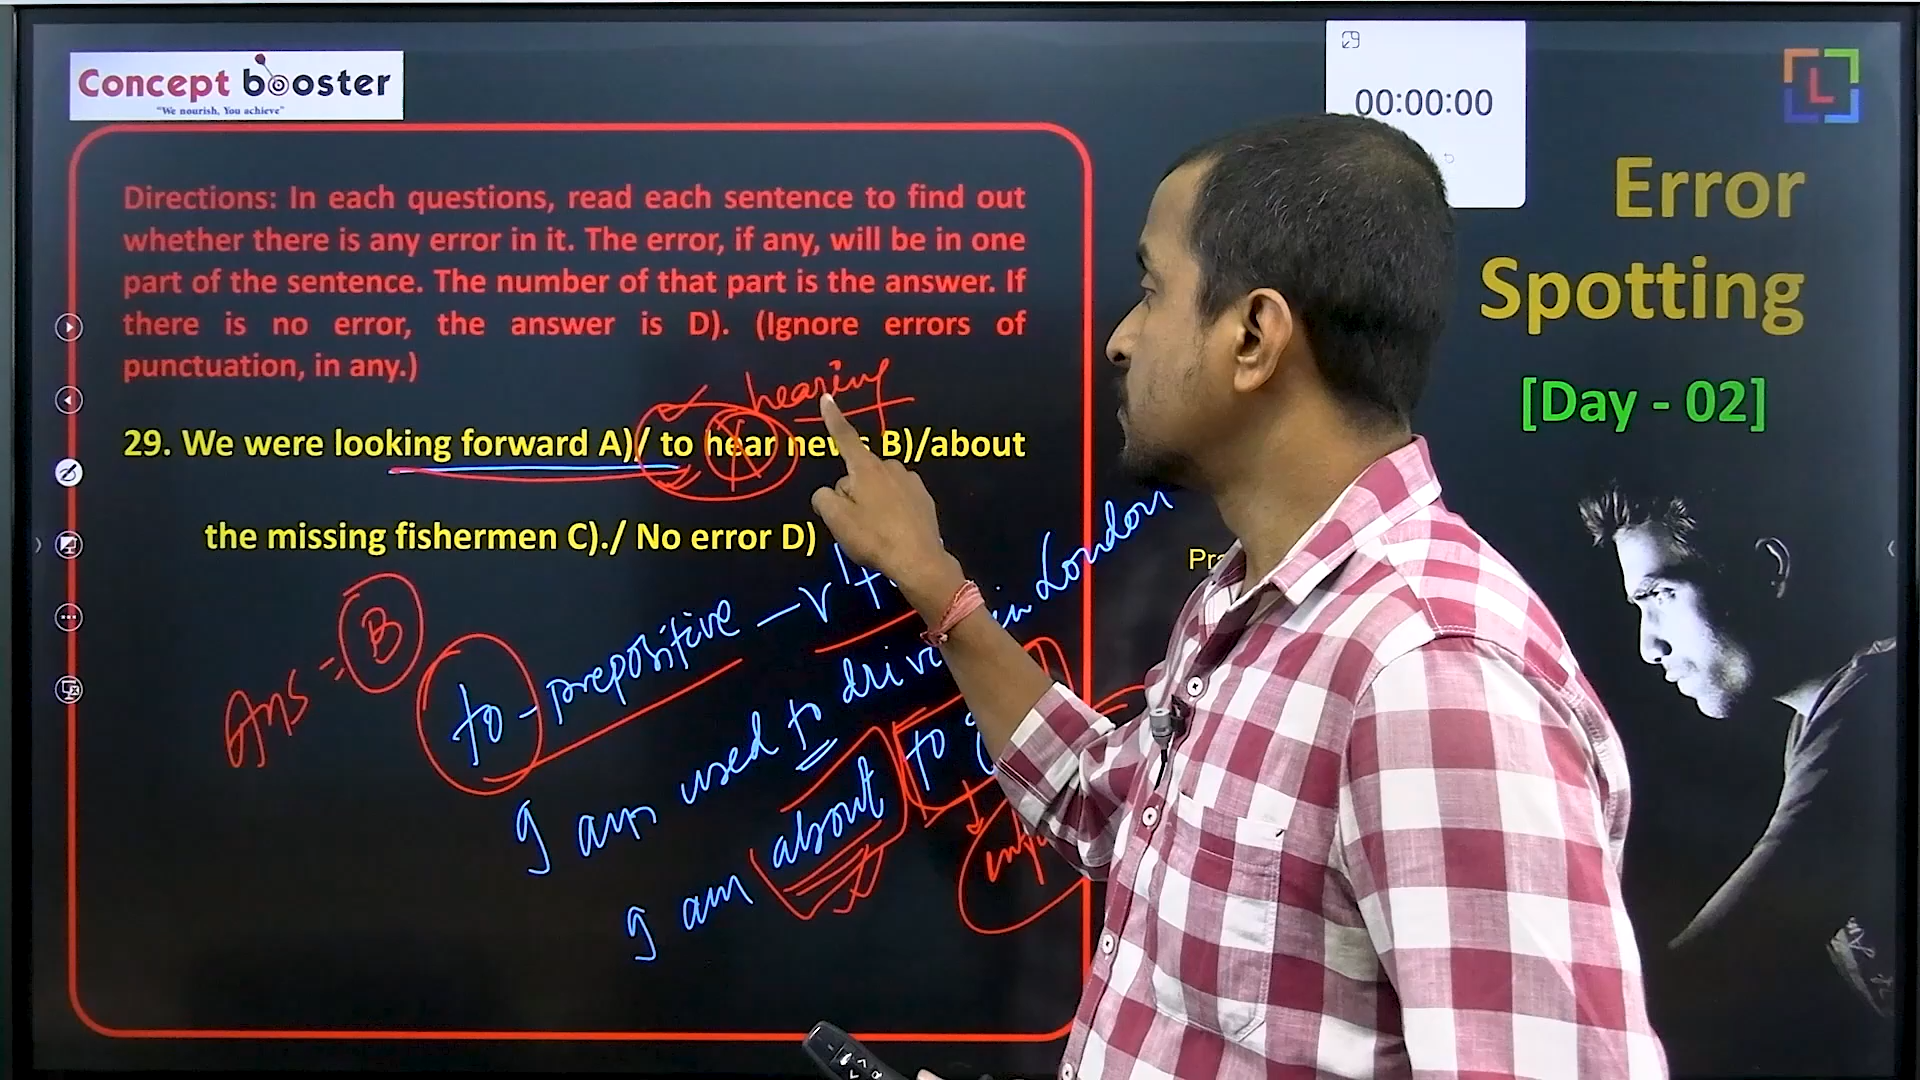 Concept booster
"We nourish, You achieve"
00:00:00
L
Error
Spotting
[Day - 02]
Directions: In each questions, read each sentence to find out
whether there is any error in it. The error, if any, will be in one
part of the sentence. The number of that part is the answer. If
there is no error, the answer is D). (Ignore errors of
punctuation, in any.)
hearing
29. We were looking forward A)/ to hear news B)/about
the missing fishermen C)./ No error D)
Ans = B
to - prepositive - v1+
I am used to in London
I am about to